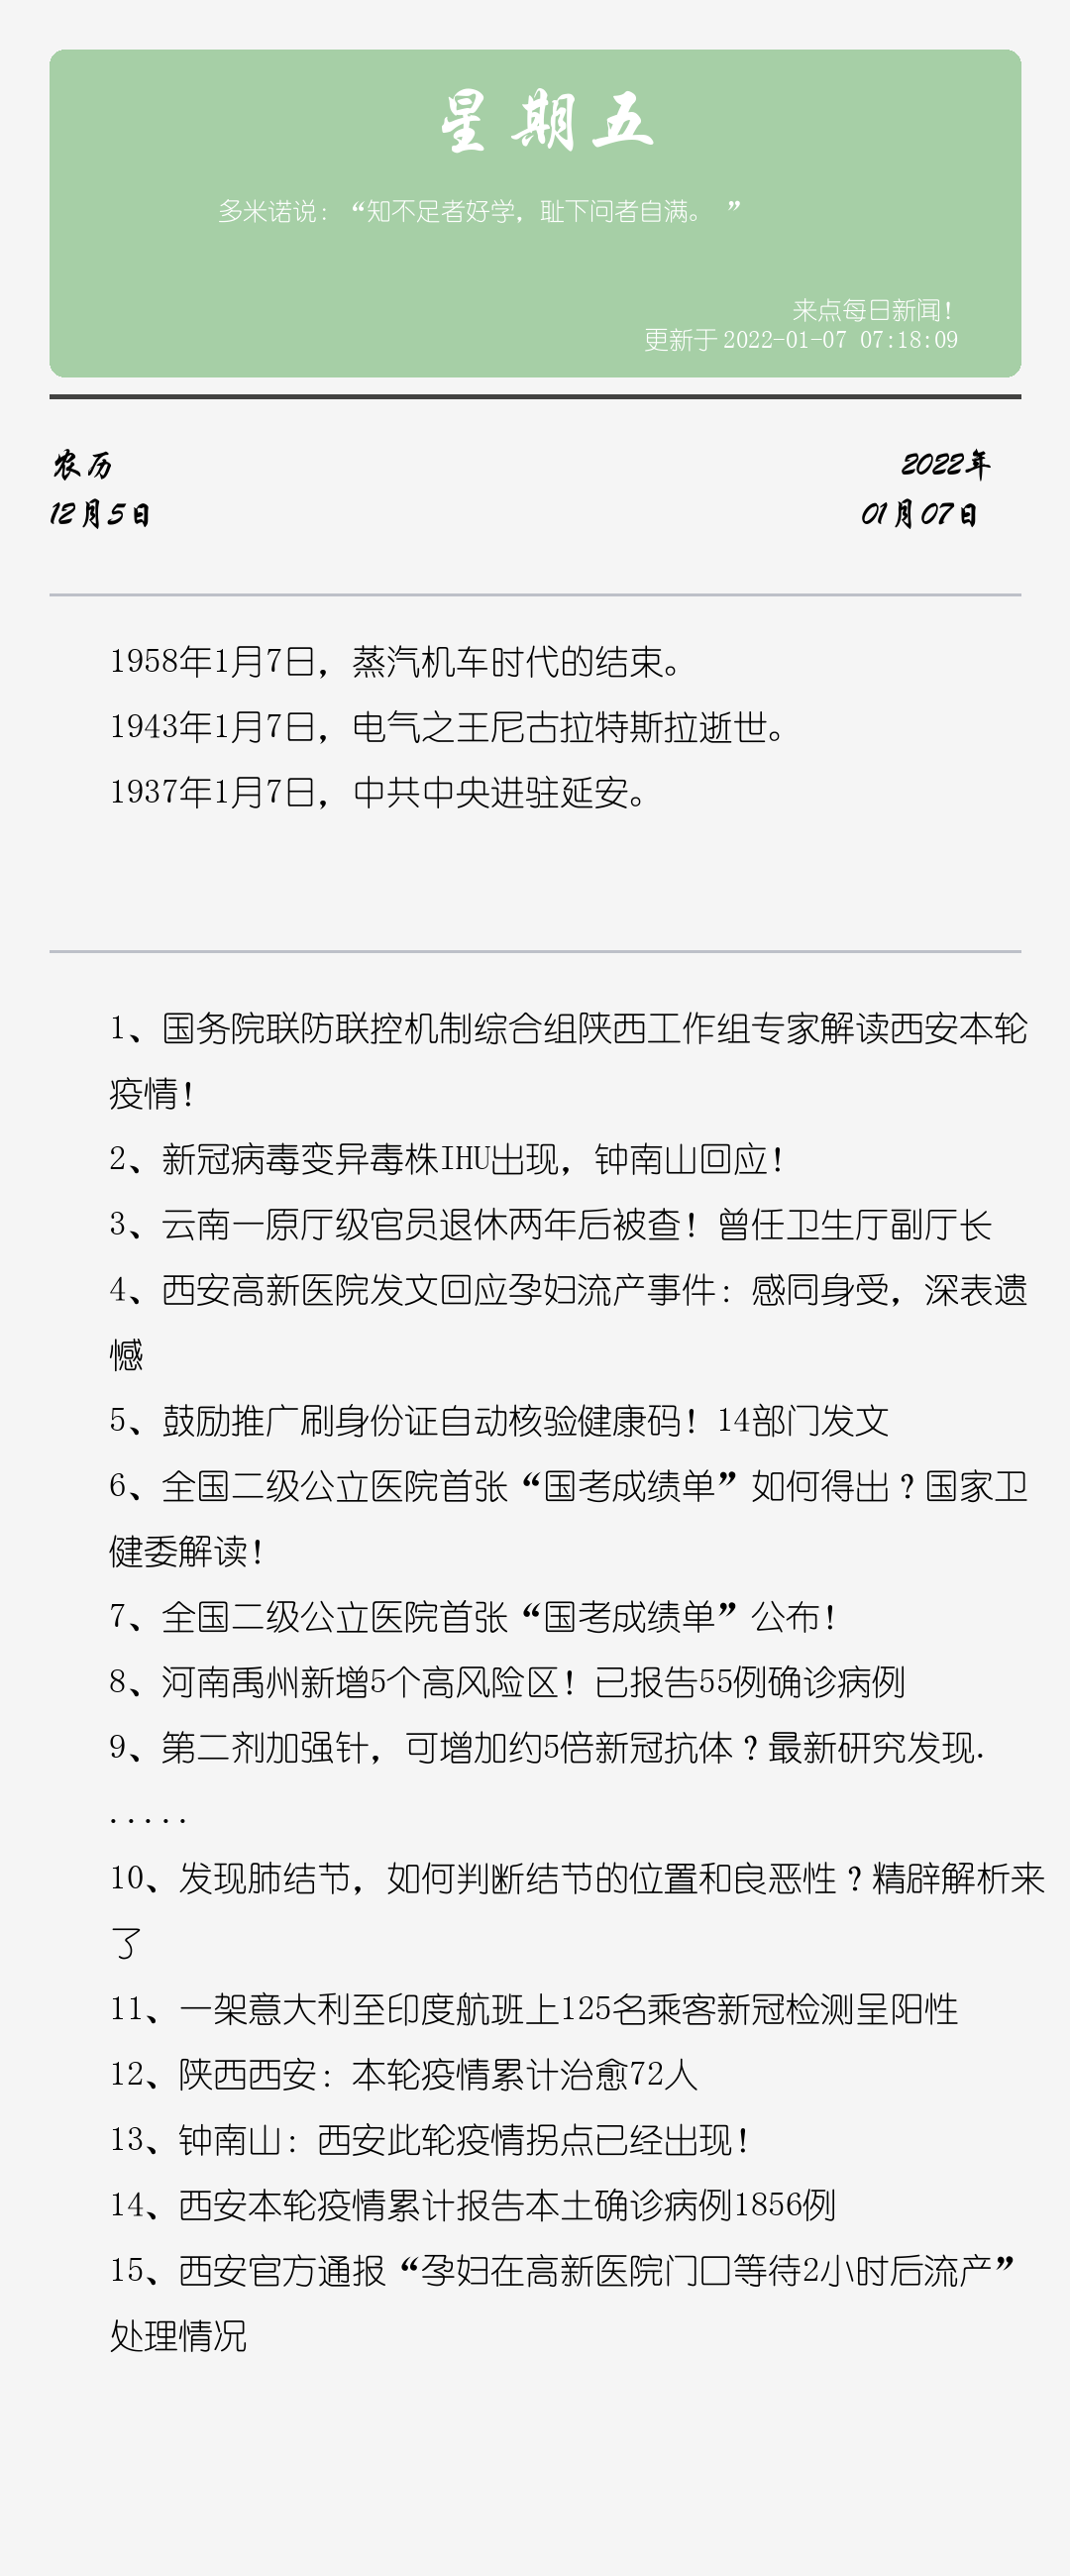 星期五
多米诺说：“知不足者好学，耻下问者自满。 ”
来点每日新闻！
更新于 2022-01-07 07:18:09
农历
2022年
12月5日
01月07日
1958年1月7日，蒸汽机车时代的结束。
1943年1月7日，电气之王尼古拉特斯拉逝世。
1937年1月7日，中共中央进驻延安。
1、国务院联防联控机制综合组陕西工作组专家解读西安本轮
疫情！
2、新冠病毒变异毒株IHU出现，钟南山回应！
3、云南一原厅级官员退休两年后被查！曾任卫生厅副厅长
4、西安高新医院发文回应孕妇流产事件：感同身受，深表遗
憾
5、鼓励推广刷身份证自动核验健康码！14部门发文
6、全国二级公立医院首张“国考成绩单”如何得出？国家卫
健委解读！
7、全国二级公立医院首张“国考成绩单”公布！
8、河南禹州新增5个高风险区！已报告55例确诊病例
9、第二剂加强针，可增加约5倍新冠抗体？最新研究发现.
.....
10、发现肺结节，如何判断结节的位置和良恶性？精辟解析来
了
11、一架意大利至印度航班上125名乘客新冠检测呈阳性
12、陕西西安：本轮疫情累计治愈72人
13、钟南山：西安此轮疫情拐点已经出现！
14、西安本轮疫情累计报告本土确诊病例1856例
15、西安官方通报“孕妇在高新医院门口等待2小时后流产”
处理情况